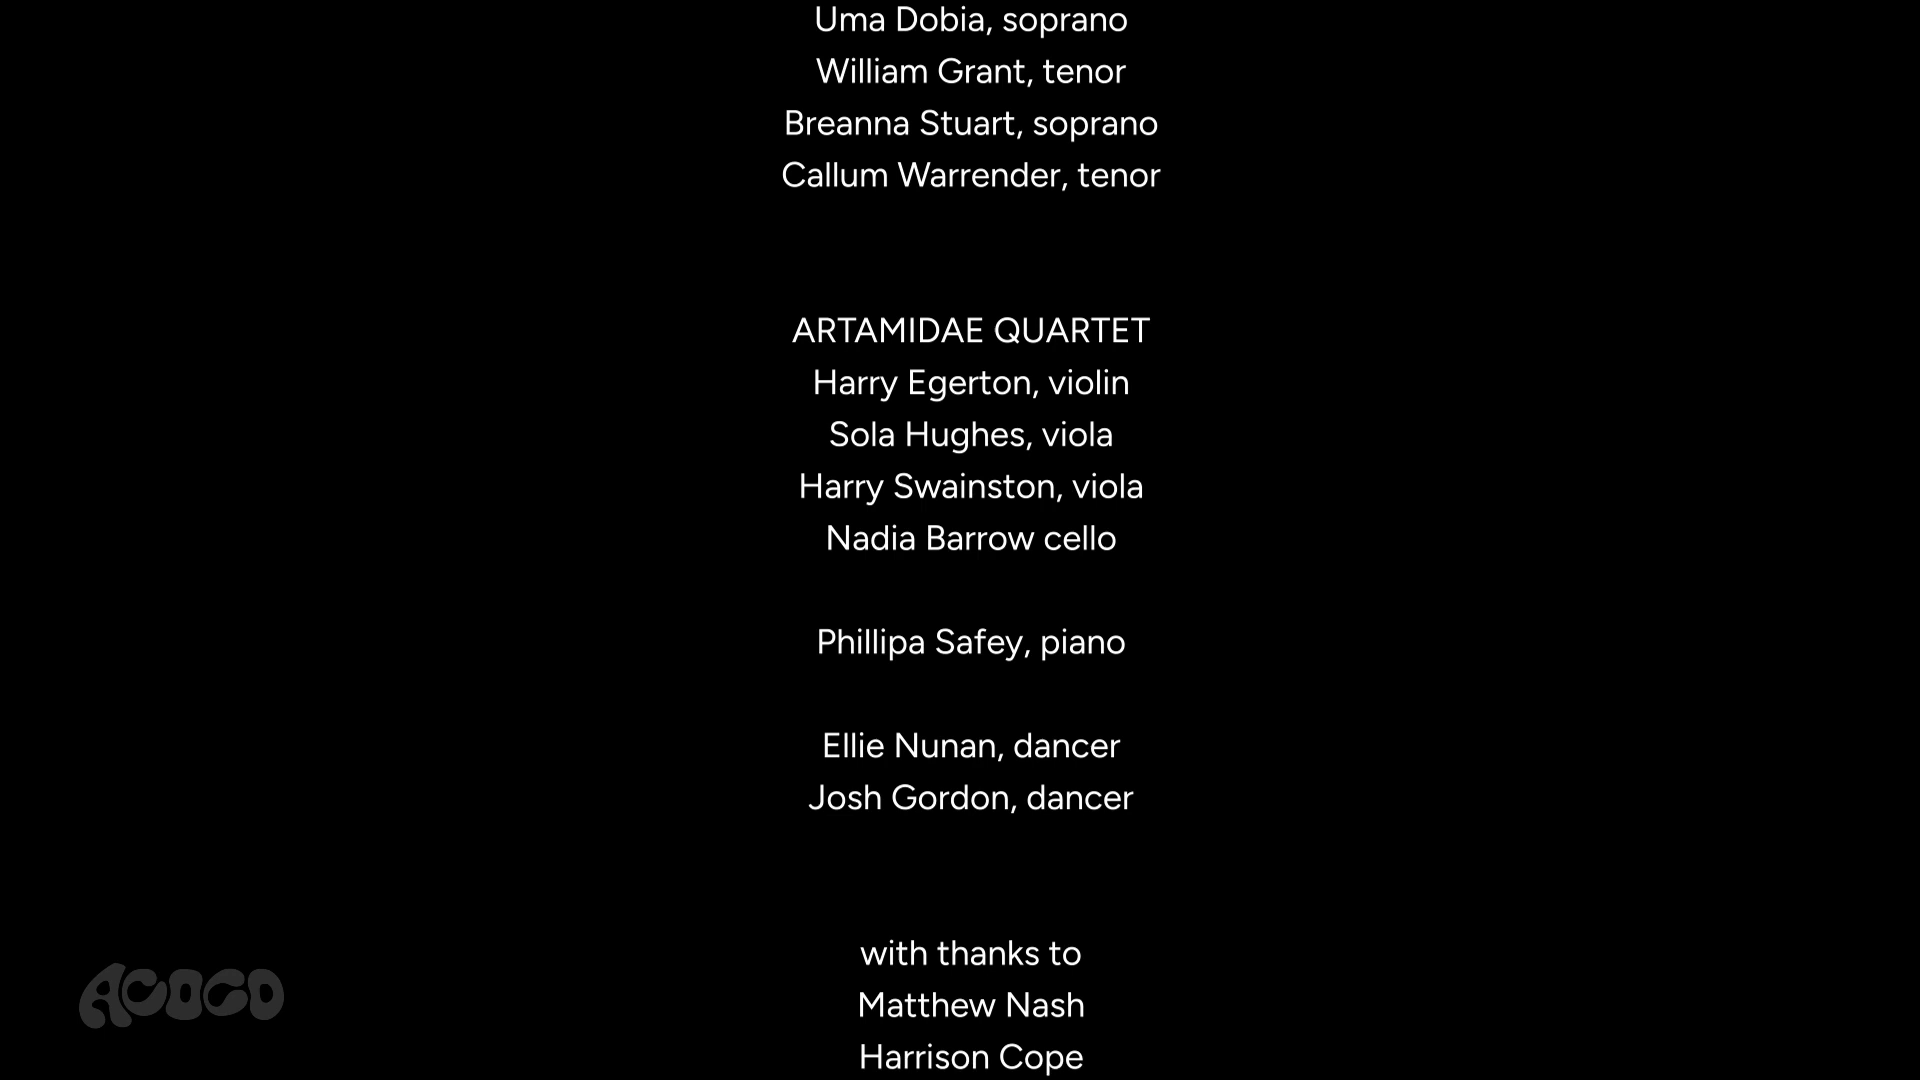 Uma Dobia, soprano
William Grant, tenor
Breanna Stuart, soprano
Callum Warrender, tenor
ARTAMIDAE QUARTET
Harry Egerton, violin
Sola Hughes, viola
Harry Swainston, viola
Nadia Barrow cello
Phillipa Safey, piano
Ellie Nunan, dancer
Josh Gordon, dancer
with thanks to
Matthew Nash
Harrison Cope